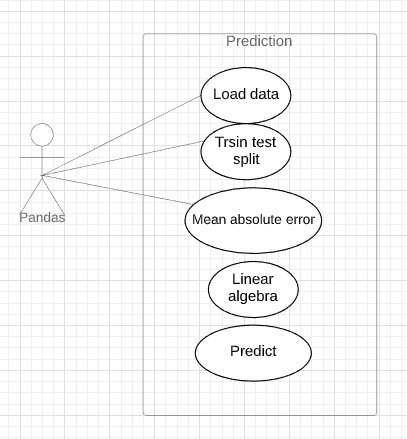 Prediction
Load data
Trsin test
split
Pandas
Mean absolute error
Linear
algebra
Predict